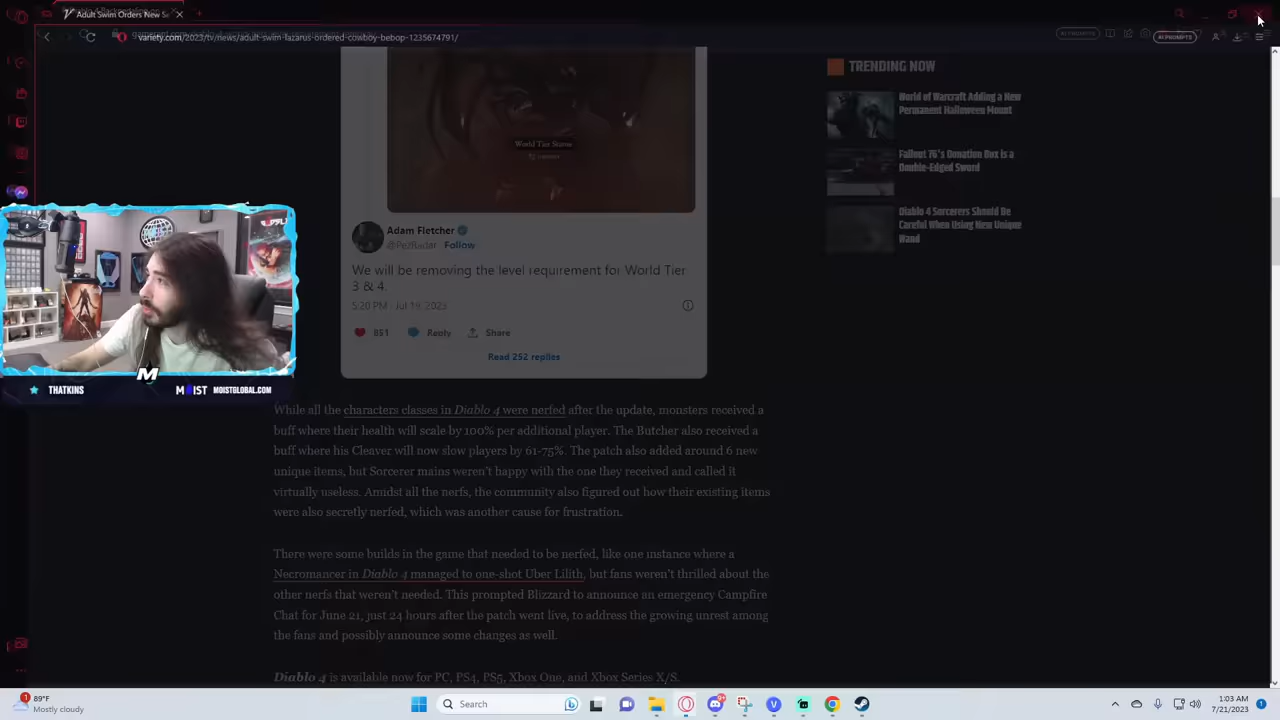 Adult Swim Orders New Se
variety.com/2023/tv/news/adult-swim-lazarus-ordered-cowboy-bebop-1235674791/
AI PROMPTS
TRENDING NOW
World of Warcraft Adding a New
Permanent Halloween Mount
Fallout 76's Donation Box is a
Double-Edged Sword
Diablo 4 Sorcerers Should Be
Careful When Using New Unique
Wand
World Tier Status
Adam Fletcher
@PezRadar Follow
We will be removing the level requirement for World Tier
3 & 4.
5:20 PM · Jul 18, 2023
851 Reply Share
Read 252 replies
THATKINS
MOIST MOISTGLOBAL.COM
While all the characters classes in Diablo 4 were nerfed after the update, monsters received a
buff where their health will scale by 100% per additional player. The Butcher also received a
buff where his Cleaver will now slow players by 61-75%. The patch also added around 6 new
unique items, but Sorcerer mains weren't happy with the one they received and called it
virtually useless. Amidst all the nerfs, the community also figured out how their existing items
were also secretly nerfed, which was another cause for frustration.
There were some builds in the game that needed to be nerfed, like one instance where a
Necromancer in Diablo 4 managed to one-shot Uber Lilith, but fans weren't thrilled about the
other nerfs that weren't needed. This prompted Blizzard to announce an emergency Campfire
Chat for June 21, just 24 hours after the patch went live, to address the growing unrest among
the fans and possibly announce some changes as well.
Diablo 4 is available now for PC, PS4, PS5, Xbox One, and Xbox Series X/S.
89°F
Mostly cloudy
Search
1:03 AM
7/21/2023